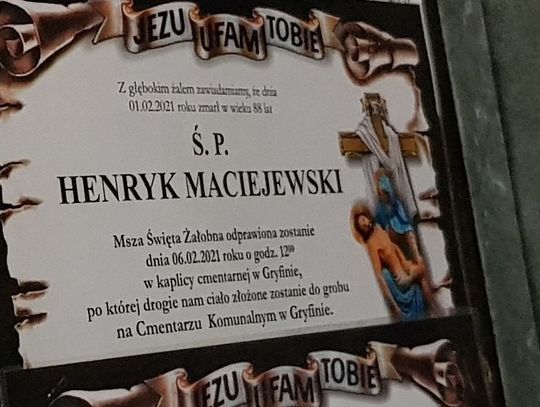 JEZU UFAM TOBIE
Z głębokim żalem zawiadamiamy, że dnia
01.02.2021 roku zmarł w wieku 88 lat
Ś. P.
HENRYK MACIEJEWSKI
Msza Święta Żałobna odprawiona zostanie
dnia 06.02.2021 roku o godz. 12⁰⁰
w kaplicy cmentarnej w Gryfinie,
po której drogie nam ciało złożone zostanie do grobu
na Cmentarzu Komunalnym w Gryfinie.
JEZU UFAM TOBIE